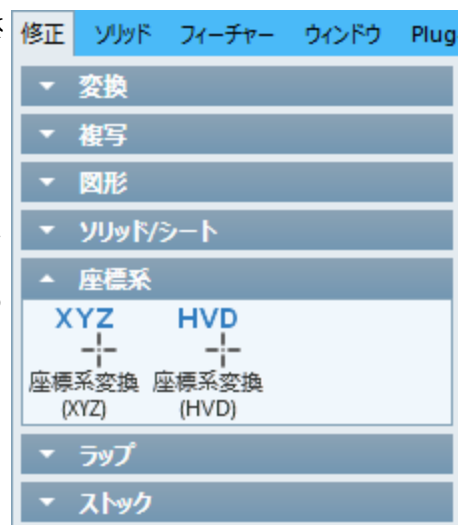 修正 ソリッド フィーチャー ウィンドウ Plug
変換
複写
図形
ソリッド/シート
座標系
XYZ HVD
座標系変換 座標系変換
(XYZ) (HVD)
ラップ
ストック